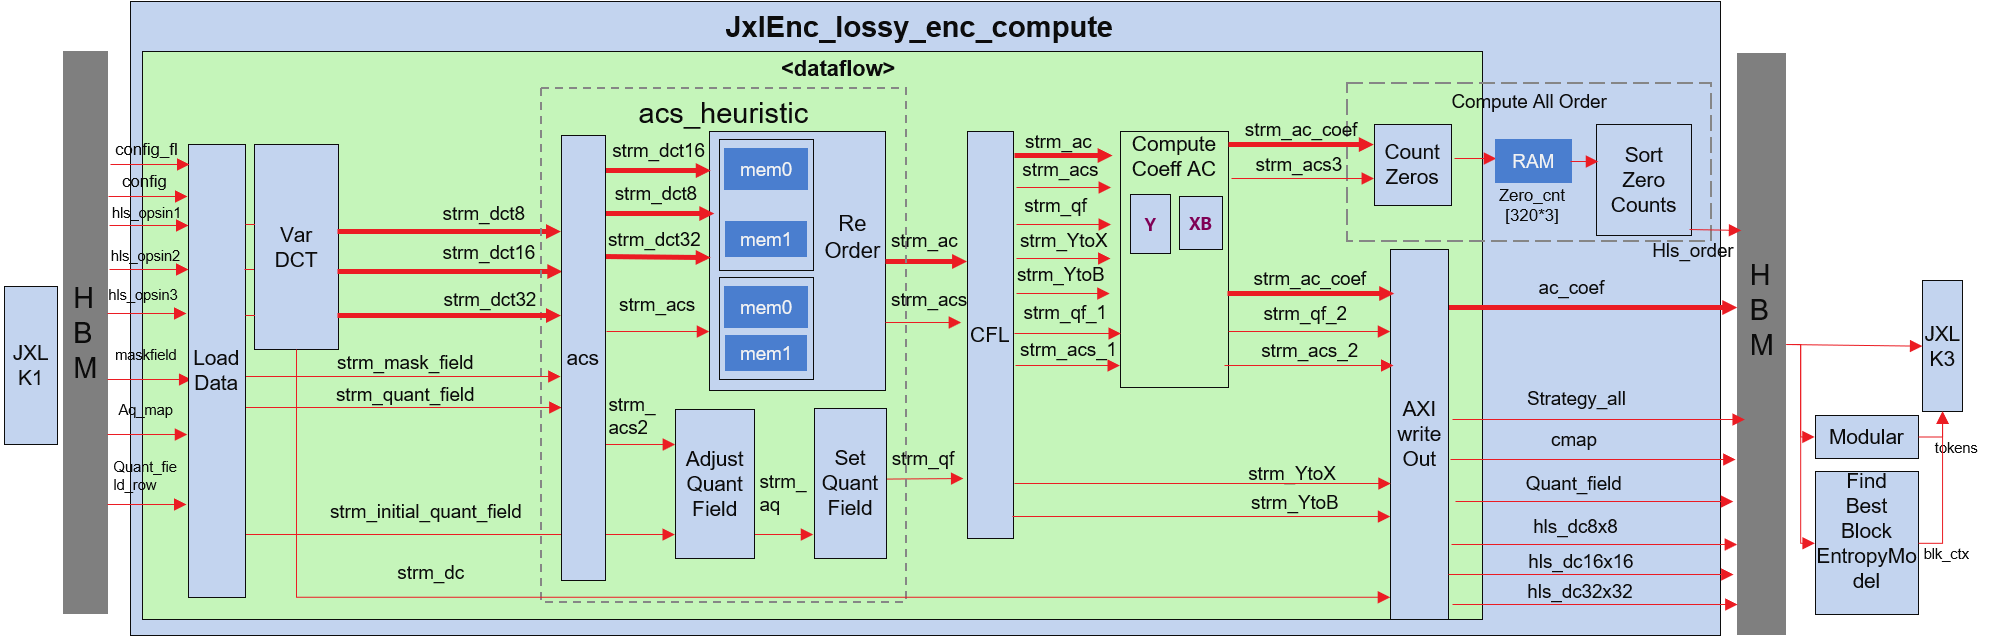 JxlEnc_lossy_enc_compute
<dataflow>
JXL
K1
H
B
M
config_fl
config
hls_opsin1
hls_opsin2
hls_opsin3
maskfield
Aq_map
Quant_fie
ld_row
Load
Data
Var
DCT
strm_dct8
strm_dct16
strm_dct32
strm_mask_field
strm_quant_field
strm_initial_quant_field
strm_dc
acs_heuristic
acs
strm_dct16
strm_dct8
strm_dct32
strm_acs
strm_
acs2
mem0
mem1
mem0
mem1
Re
Order
Adjust
Quant
Field
strm_
aq
Set
Quant
Field
strm_ac
strm_acs
strm_qf
CFL
strm_ac
strm_acs
strm_qf
strm_YtoX
strm_YtoB
strm_qf_1
strm_acs_1
Compute
Coeff AC
Y
XB
strm_ac_coef
strm_acs3
strm_ac_coef
strm_qf_2
strm_acs_2
strm_YtoX
strm_YtoB
Compute All Order
Count
Zeros
RAM
Zero_cnt
[320*3]
Sort
Zero
Counts
Hls_order
AXI
write
Out
ac_coef
Strategy_all
cmap
Quant_field
hls_dc8x8
hls_dc16x16
hls_dc32x32
H
B
M
JXL
K3
Modular
tokens
Find
Best
Block
EntropyMo
del
blk_ctx